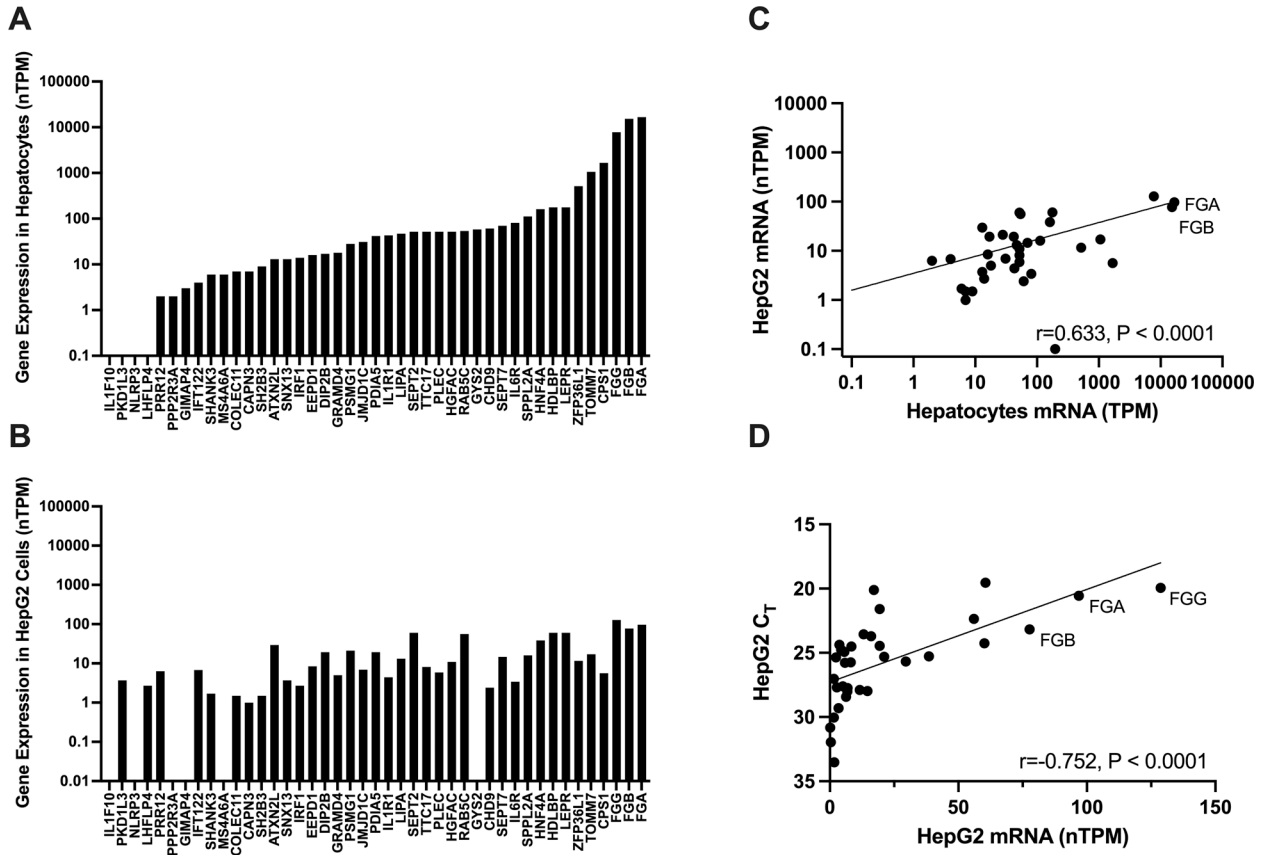 A
Gene Expression in Hepatocytes (nTPM)
100000
10000
1000
100
10
1
0.1
IL1F10
PKD1L3
NLRP3
LHFLP4
PRR12
PPP2R3A
GIMAP4
IFT122
SHANK3
MS4A6A
COLEC11
CAPN3
SH2B3
ATXN2L
SNX13
IRF1
EEPD1
DIP2B
GRAMD4
PSMG1
JMJD1C
PDIA5
IL1R1
LIPA
SEPT2
TTC17
PLEC
HGFAC
RAB5C
GYS2
CHD9
SEPT7
IL6R
SPPL2A
HNF4A
HDLBP
LEPR
ZFP36L1
TOMM7
CPS1
FGG
FGB
FGA
B
Gene Expression in HepG2 Cells (nTPM)
100000
10000
1000
100
10
1
0.1
0.01
IL1F10
PKD1L3
NLRP3
LHFLP4
PRR12
PPP2R3A
GIMAP4
IFT122
SHANK3
MS4A6A
COLEC11
CAPN3
SH2B3
ATXN2L
SNX13
IRF1
EEPD1
DIP2B
GRAMD4
PSMG1
JMJD1C
PDIA5
IL1R1
LIPA
SEPT2
TTC17
PLEC
HGFAC
RAB5C
GYS2
CHD9
SEPT7
IL6R
SPPL2A
HNF4A
HDLBP
LEPR
ZFP36L1
TOMM7
CPS1
FGG
FGB
FGA
C
HepG2 mRNA (nTPM)
10000
1000
100
10
1
0.1
FGA
FGB
r=0.633, P < 0.0001
0.1 1 10 100 1000 10000 100000
Hepatocytes mRNA (TPM)
D
HepG2 CT
15
20
25
30
35
FGA
FGG
FGB
r=-0.752, P < 0.0001
0 50 100 150
HepG2 mRNA (nTPM)